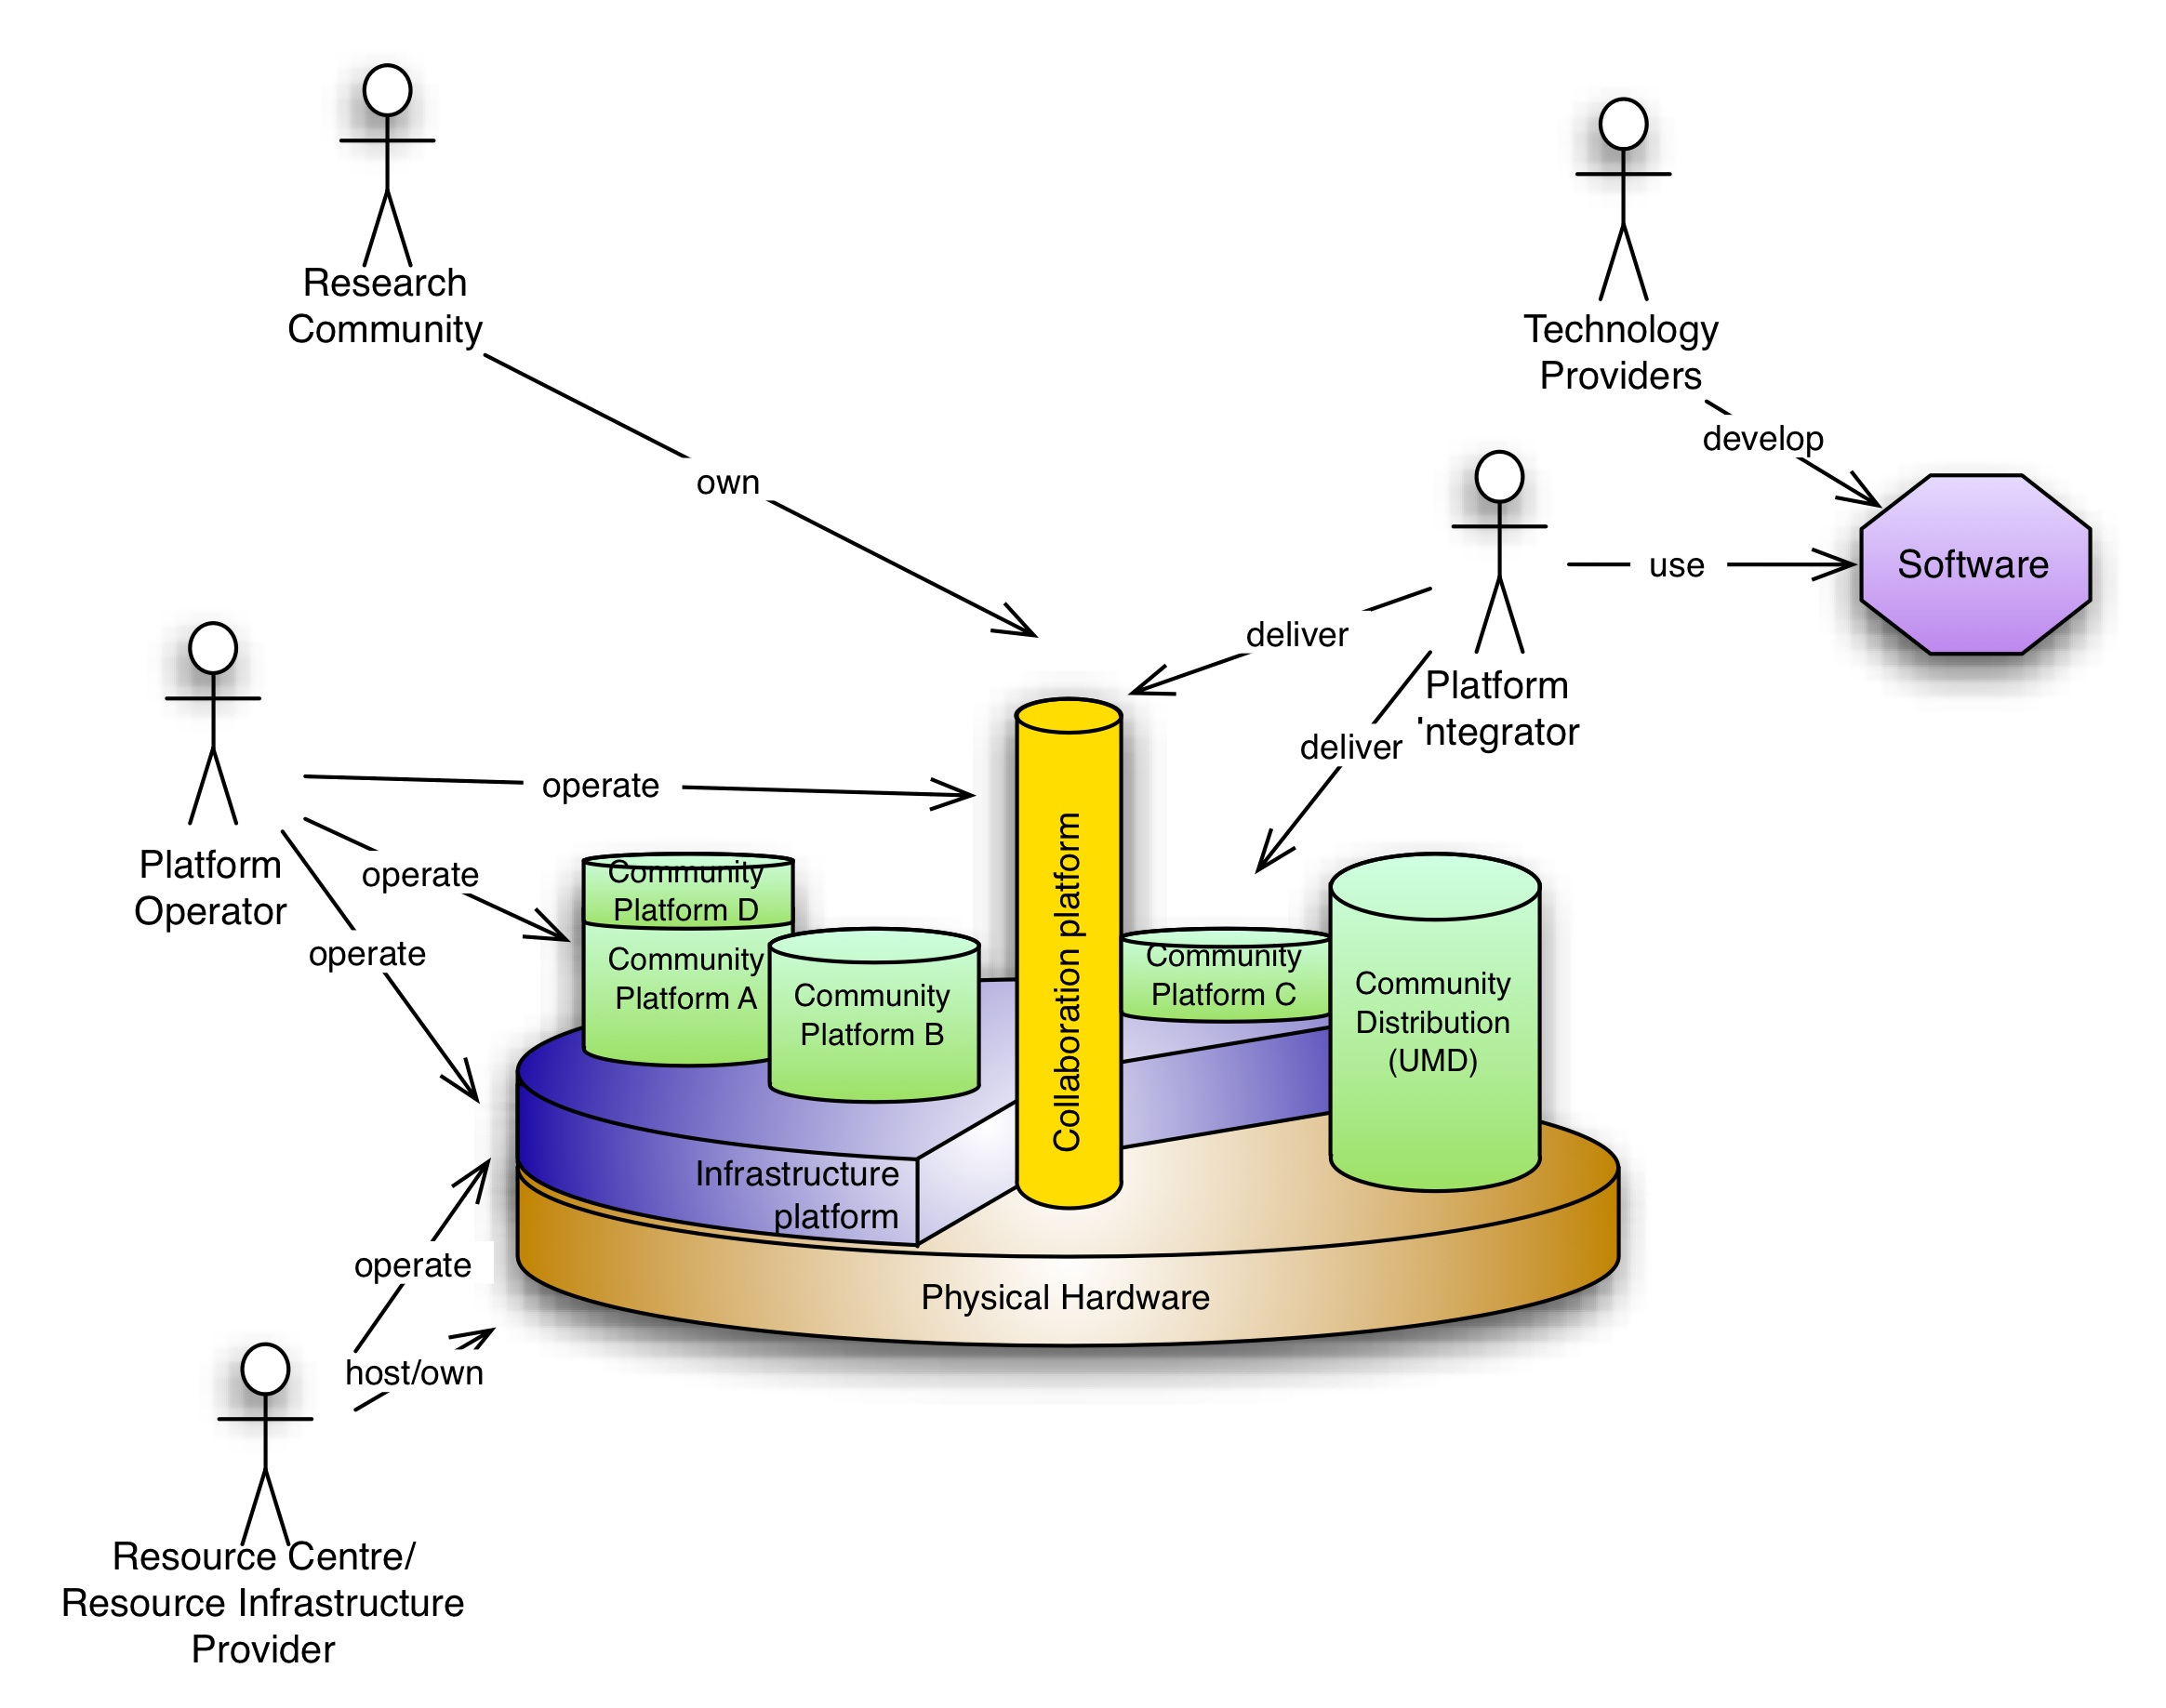 Research
Community
Technology
Providers
develop
own
use
Software
deliver
Platform
'ntegrator
deliver
operate
Platform
Operator
operate
operate
Community
Platform D
Community
Platform A
Community
Platform B
Collaboration platform
Community
Platform C
Community
Distribution
(UMD)
Infrastructure
platform
operate
Physical Hardware
host/own
Resource Centre/
Resource Infrastructure
Provider